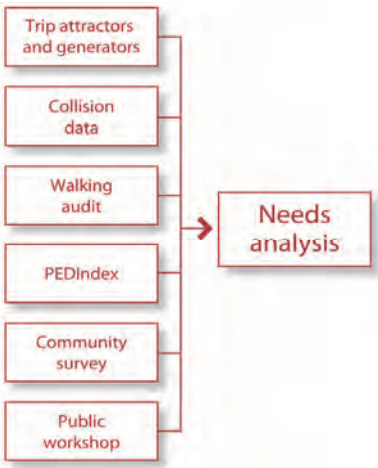 Trip attractors
and generators
Collision
data
Walking
audit
PEDIndex
Community
survey
Public
workshop
Needs
analysis